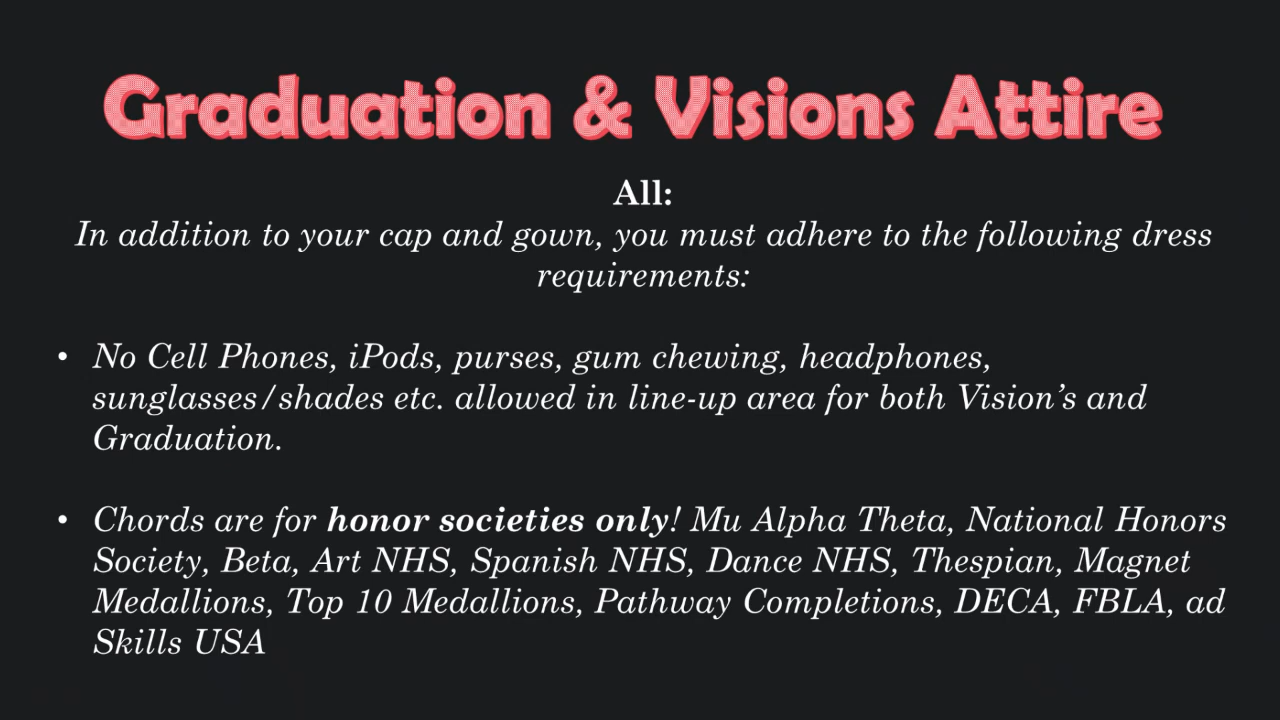 Graduation & Visions Attire
All:
In addition to your cap and gown, you must adhere to the following dress
requirements:
• No Cell Phones, iPods, purses, gum chewing, headphones,
sunglasses/shades etc. allowed in line-up area for both Vision’s and
Graduation.
• Chords are for honor societies only! Mu Alpha Theta, National Honors
Society, Beta, Art NHS, Spanish NHS, Dance NHS, Thespian, Magnet
Medallions, Top 10 Medallions, Pathway Completions, DECA, FBLA, ad
Skills USA